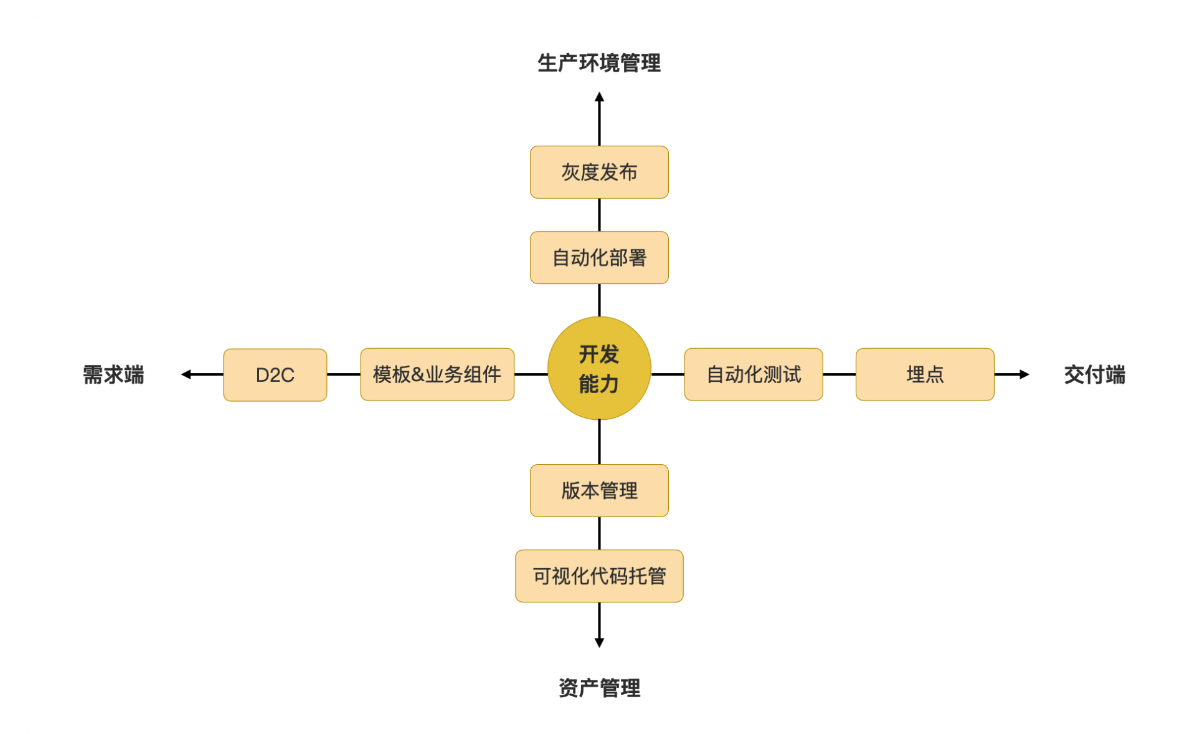 生产环境管理
灰度发布
自动化部署
需求端
D2C
模板&业务组件
开发
能力
自动化测试
埋点
交付端
版本管理
可视化代码托管
资产管理